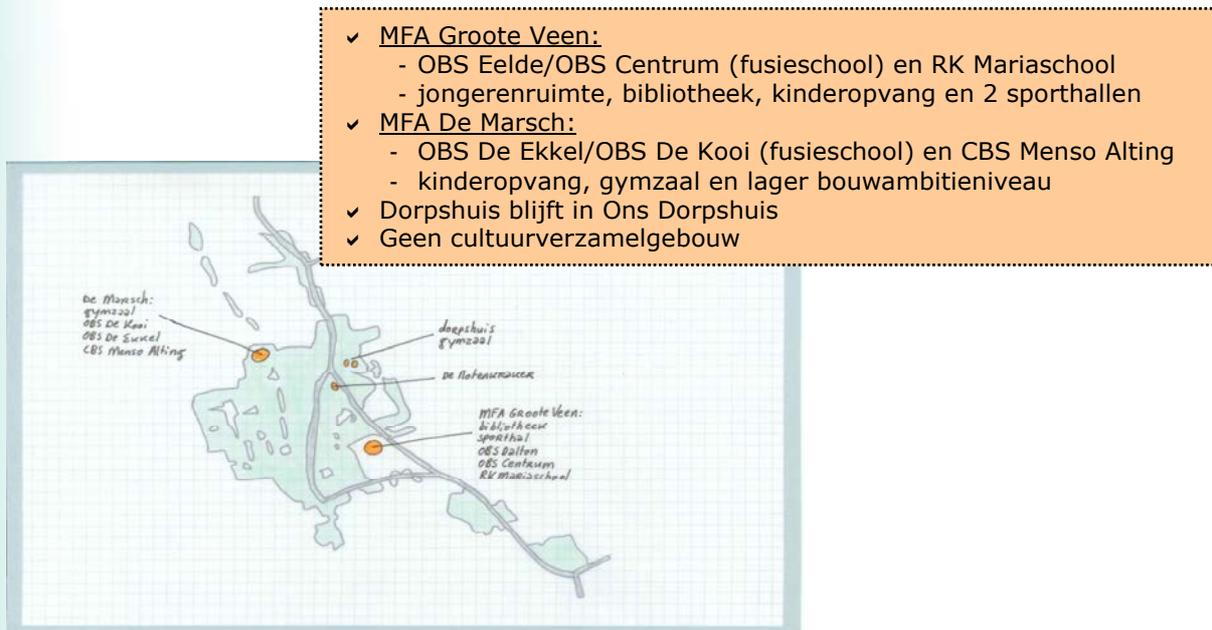 ✓ MFA Groote Veen:
- OBS Eelde/OBS Centrum (fusieschool) en RK Mariaschool
- jongerenruimte, bibliotheek, kinderopvang en 2 sporthallen
✓ MFA De Marsch:
- OBS De Ekkel/OBS De Kooi (fusieschool) en CBS Menso Alting
- kinderopvang, gymzaal en lager bouwambitieniveau
✓ Dorpshuis blijft in Ons Dorpshuis
✓ Geen cultuurverzamelgebouw
De Marsch:
gymzaal
OBS De Kooi
OBS De Ekkel
CBS Menso Alting
dorpshuis
gymzaal
De Notenkraker
MFA Groote Veen:
bibliotheek
sporthal
OBS Dalton
OBS Centrum
RK Mariaschool